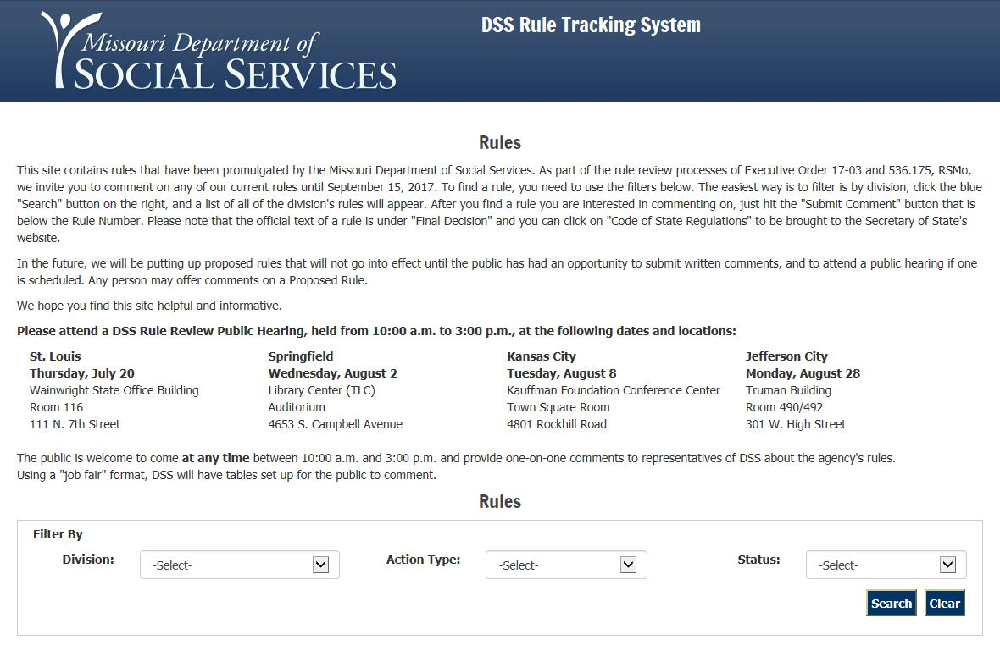 Missouri Department of
SOCIAL SERVICES
DSS Rule Tracking System
Rules
This site contains rules that have been promulgated by the Missouri Department of Social Services. As part of the rule review processes of Executive Order 17-03 and 536.175, RSMo,
we invite you to comment on any of our current rules until September 15, 2017. To find a rule, you need to use the filters below. The easiest way is to filter is by division, click the blue
"Search" button on the right, and a list of all of the division's rules will appear. After you find a rule you are interested in commenting on, just hit the "Submit Comment" button that is
below the Rule Number. Please note that the official text of a rule is under "Final Decision" and you can click on "Code of State Regulations" to be brought to the Secretary of State's
website.
In the future, we will be putting up proposed rules that will not go into effect until the public has had an opportunity to submit written comments, and to attend a public hearing if one
is scheduled. Any person may offer comments on a Proposed Rule.
We hope you find this site helpful and informative.
Please attend a DSS Rule Review Public Hearing, held from 10:00 a.m. to 3:00 p.m., at the following dates and locations:
St. Louis
Thursday, July 20
Wainwright State Office Building
Room 116
111 N. 7th Street
Springfield
Wednesday, August 2
Library Center (TLC)
Auditorium
4653 S. Campbell Avenue
Kansas City
Tuesday, August 8
Kauffman Foundation Conference Center
Town Square Room
4801 Rockhill Road
Jefferson City
Monday, August 28
Truman Building
Room 490/492
301 W. High Street
The public is welcome to come at any time between 10:00 a.m. and 3:00 p.m. and provide one-on-one comments to representatives of DSS about the agency's rules.
Using a "job fair" format, DSS will have tables set up for the public to comment.
Rules
Filter By
Division: -Select- Action Type: -Select- Status: -Select-
Search Clear